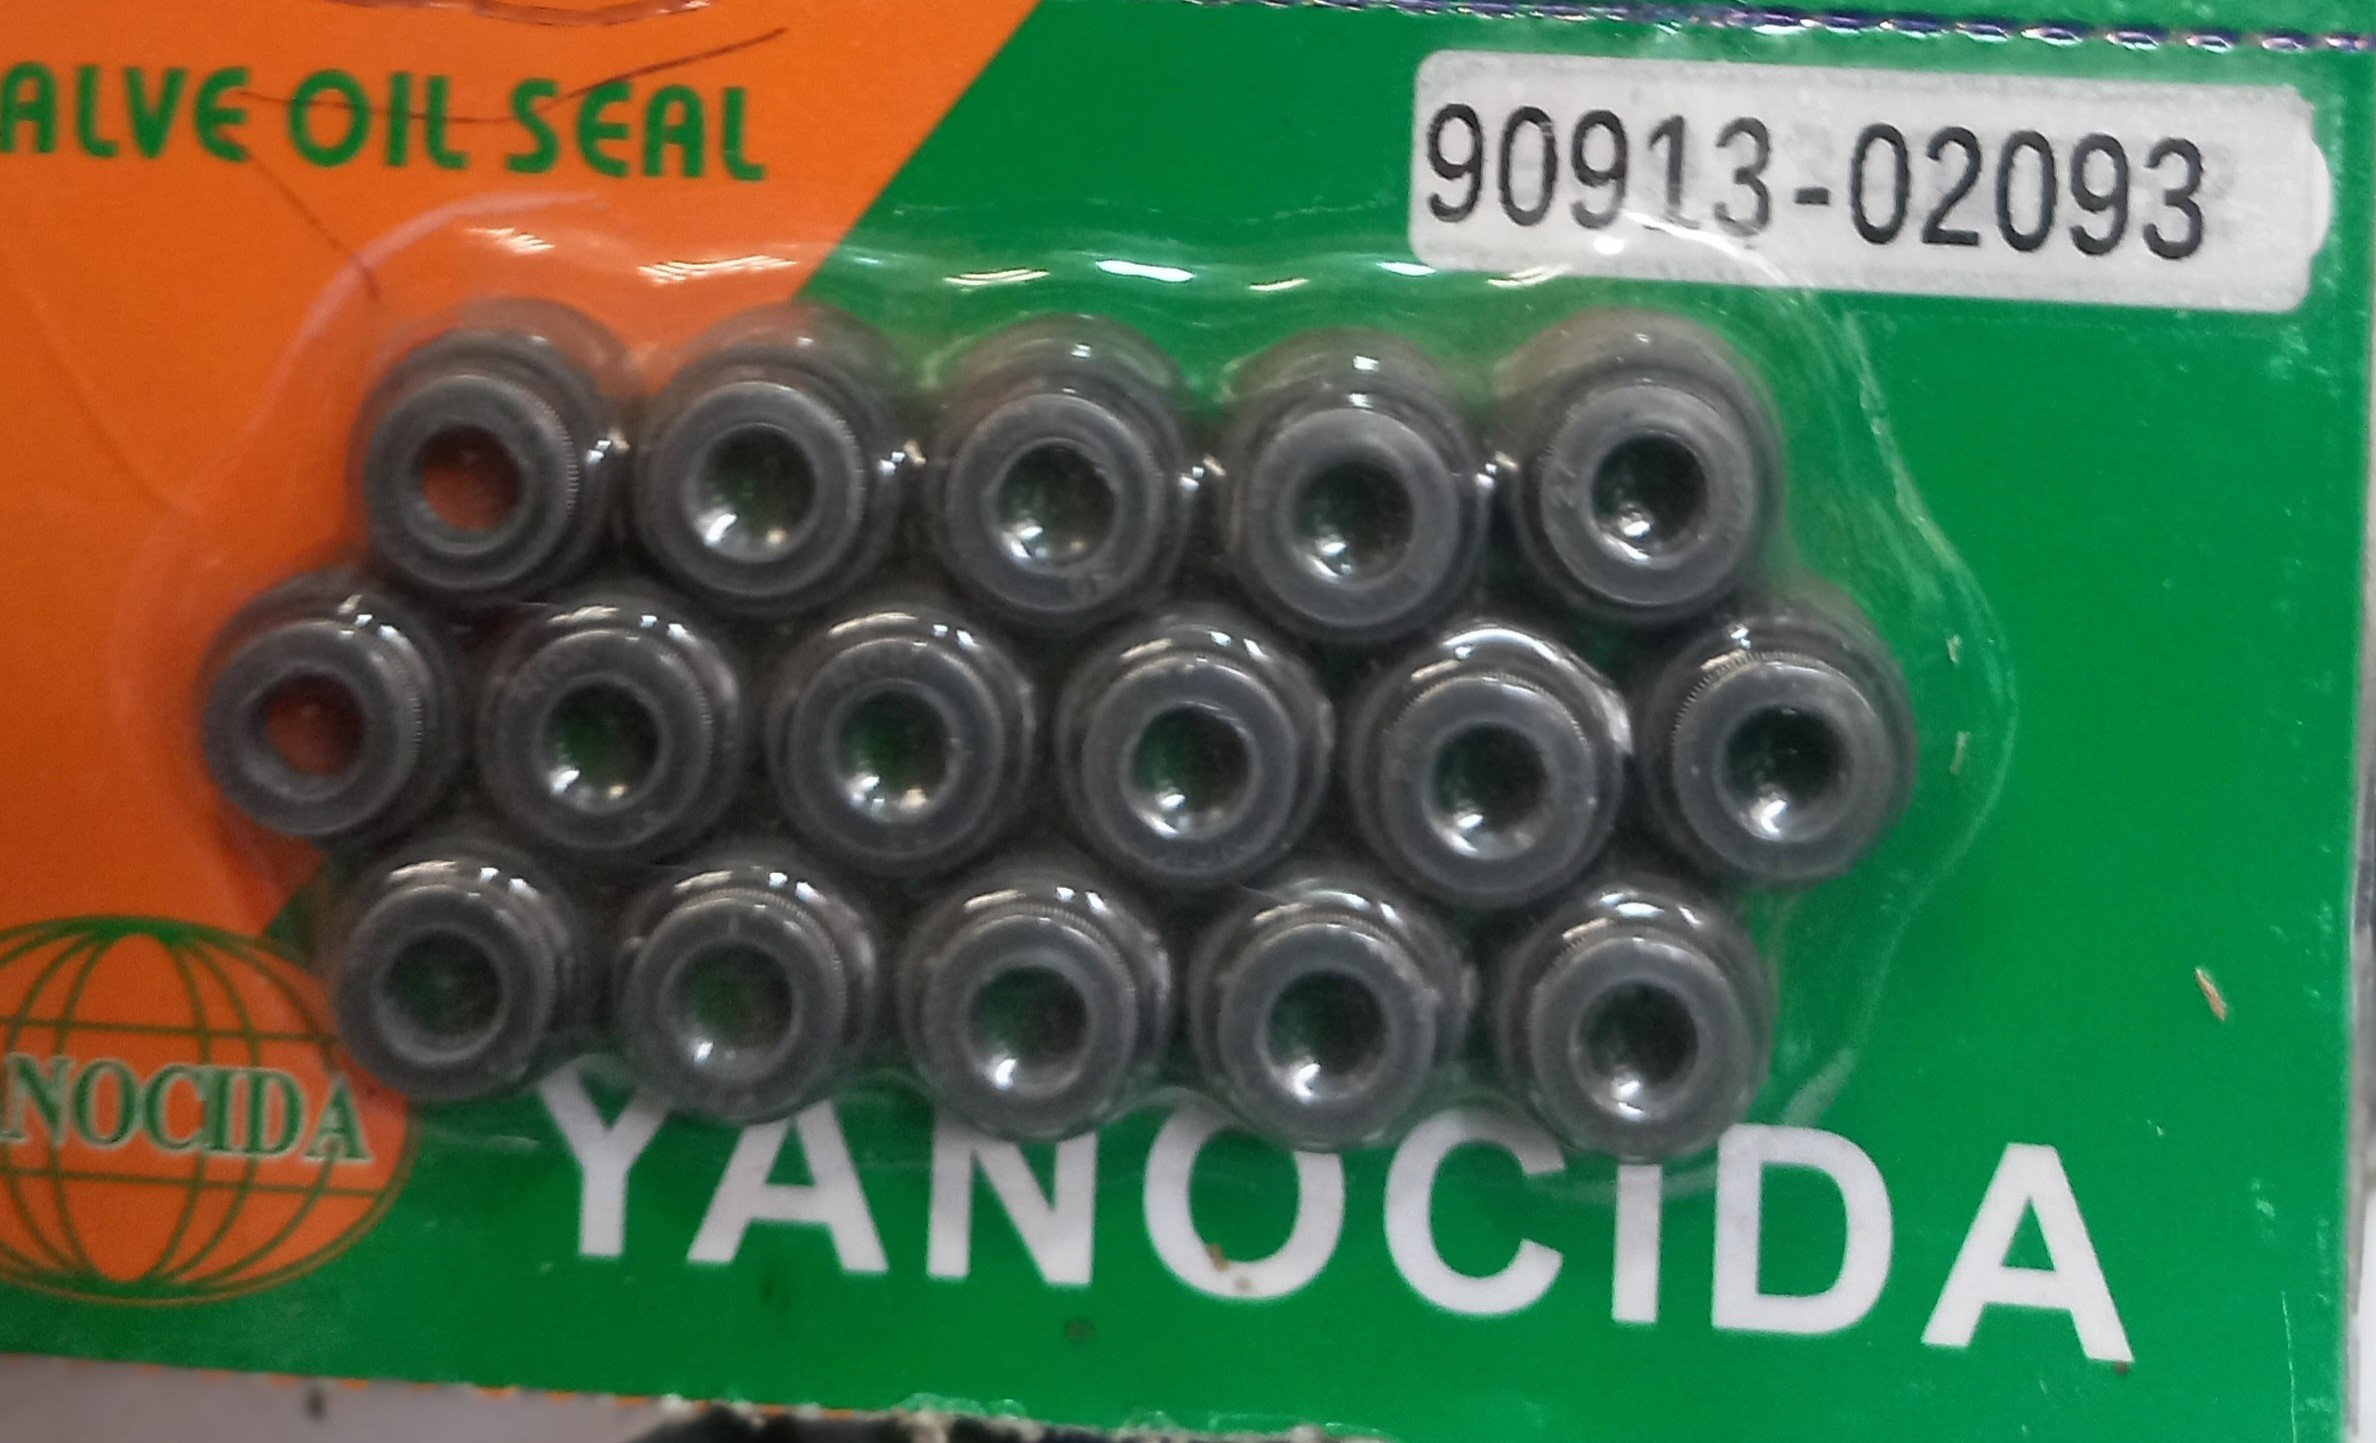 ALVE OIL SEAL
90913-02093
NOCIDA
YANOCIDA